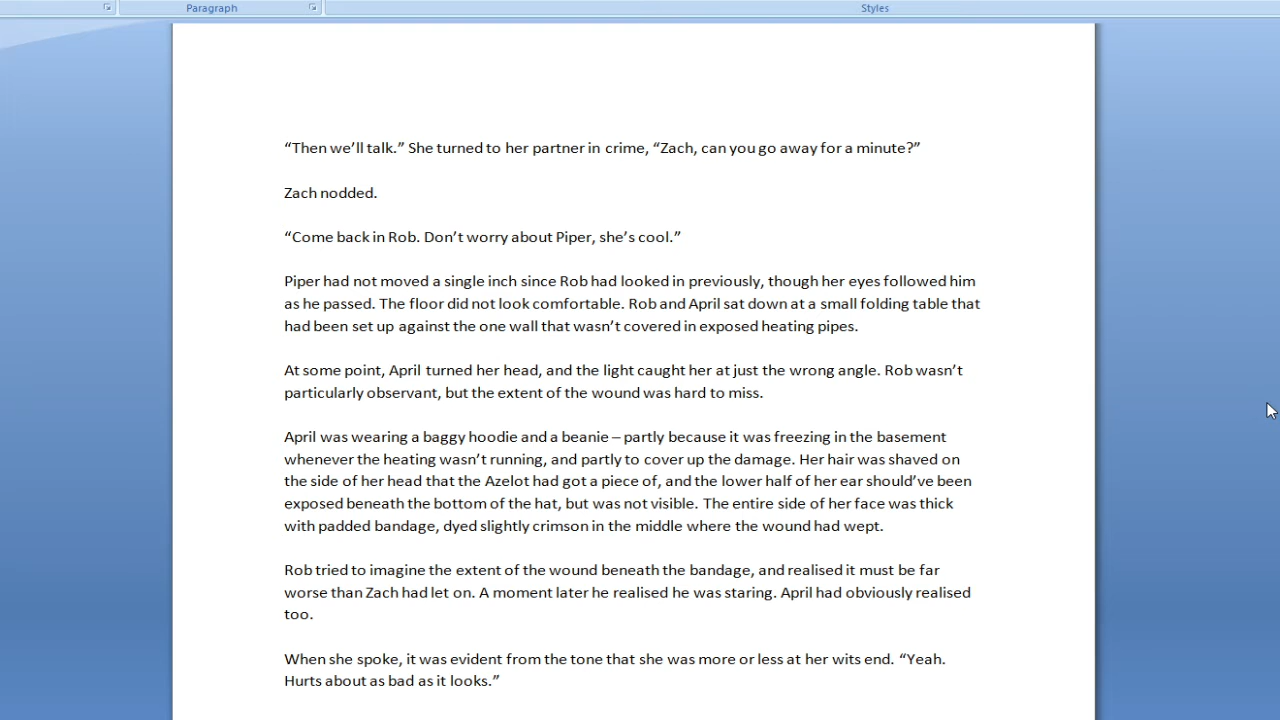 Paragraph
Styles
“Then we’ll talk.” She turned to her partner in crime, “Zach, can you go away for a minute?”
Zach nodded.
“Come back in Rob. Don’t worry about Piper, she’s cool.”
Piper had not moved a single inch since Rob had looked in previously, though her eyes followed him
as he passed. The floor did not look comfortable. Rob and April sat down at a small folding table that
had been set up against the one wall that wasn’t covered in exposed heating pipes.
At some point, April turned her head, and the light caught her at just the wrong angle. Rob wasn’t
particularly observant, but the extent of the wound was hard to miss.
April was wearing a baggy hoodie and a beanie – partly because it was freezing in the basement
whenever the heating wasn’t running, and partly to cover up the damage. Her hair was shaved on
the side of her head that the Azelot had got a piece of, and the lower half of her ear should’ve been
exposed beneath the bottom of the hat, but was not visible. The entire side of her face was thick
with padded bandage, dyed slightly crimson in the middle where the wound had wept.
Rob tried to imagine the extent of the wound beneath the bandage, and realised it must be far
worse than Zach had let on. A moment later he realised he was staring. April had obviously realised
too.
When she spoke, it was evident from the tone that she was more or less at her wits end. “Yeah.
Hurts about as bad as it looks.”